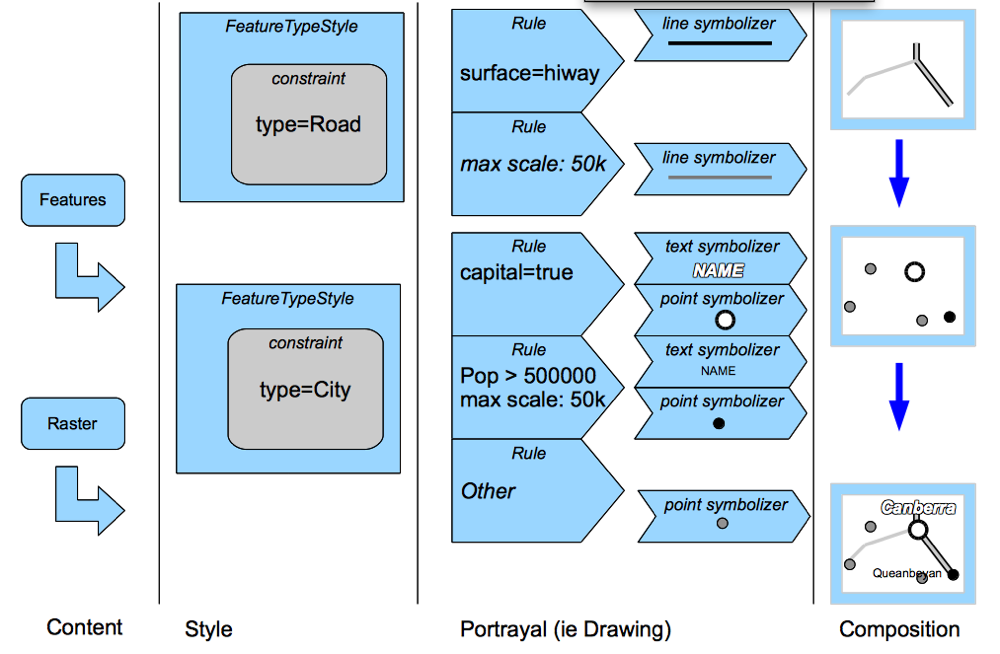 Features
Raster
Content
FeatureTypeStyle
constraint
type=Road
FeatureTypeStyle
constraint
type=City
Style
Rule
surface=hiway
line symbolizer
Rule
max scale: 50k
line symbolizer
Rule
capital=true
text symbolizer
NAME
point symbolizer
Rule
Pop > 500000
max scale: 50k
text symbolizer
NAME
point symbolizer
Rule
Other
point symbolizer
Portrayal (ie Drawing)
Canberra
Queanbeyan
Composition